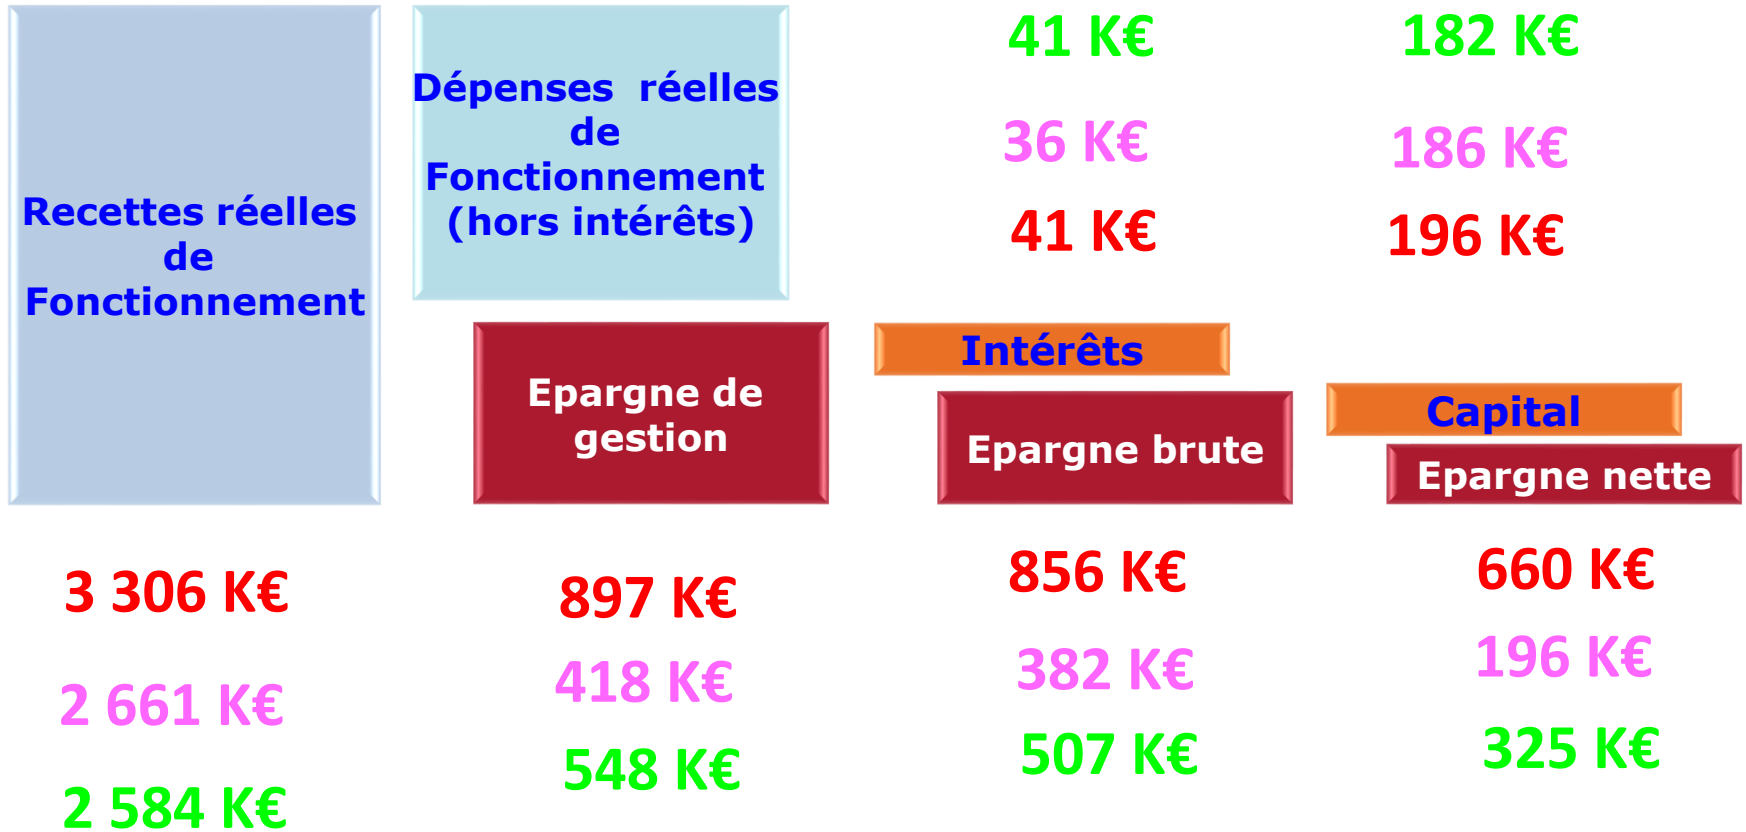 Recettes réelles
de
Fonctionnement
Dépenses réelles
de
Fonctionnement
(hors intérêts)
41 K€
182 K€
36 K€
186 K€
41 K€
196 K€
Epargne de
gestion
Intérêts
Epargne brute
Capital
Epargne nette
3 306 K€
897 K€
856 K€
660 K€
2 661 K€
418 K€
382 K€
196 K€
2 584 K€
548 K€
507 K€
325 K€